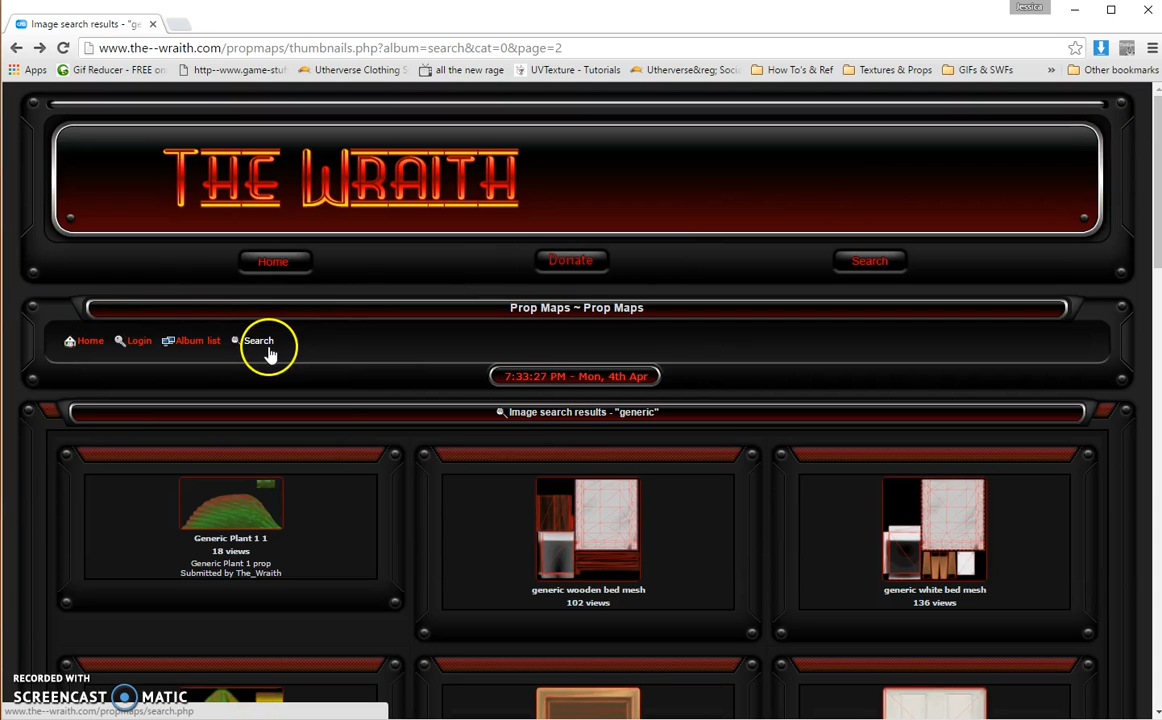 Jessica
Image search results - "ge
www.the--wraith.com/propmaps/thumbnails.php?album=search&cat=0&page=2
Apps
Gif Reducer - FREE on
http--www.game-stuf
Utherverse Clothing S
all the new rage
UVTexture - Tutorials
Utherverse&reg; Soci
How To's & Ref
Textures & Props
GIFs & SWFs
»
Other bookmarks
The Wraith
Home
Donate
Search
Prop Maps ~ Prop Maps
Home
Login
Album list
Search
7:33:27 PM - Mon, 4th Apr
Image search results - "generic"
Generic Plant 1 1
18 views
Generic Plant 1 prop
Submitted by The_Wraith
generic wooden bed mesh
102 views
generic white bed mesh
136 views
RECORDED WITH
SCREENCAST MATIC
www.the--wraith.com/propmaps/search.php